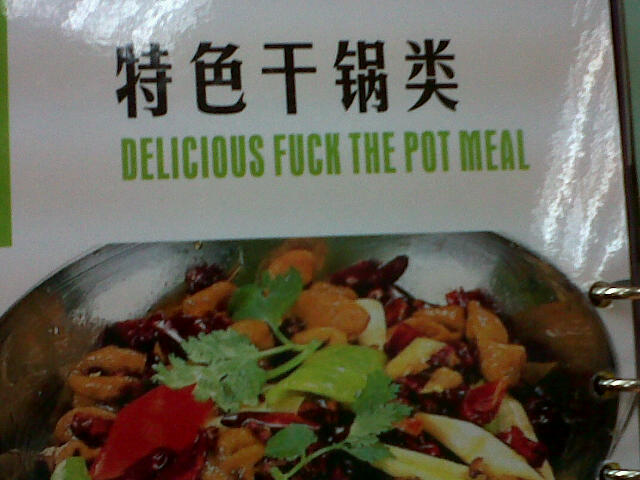 特色干锅类
DELICIOUS FUCK THE POT MEAL